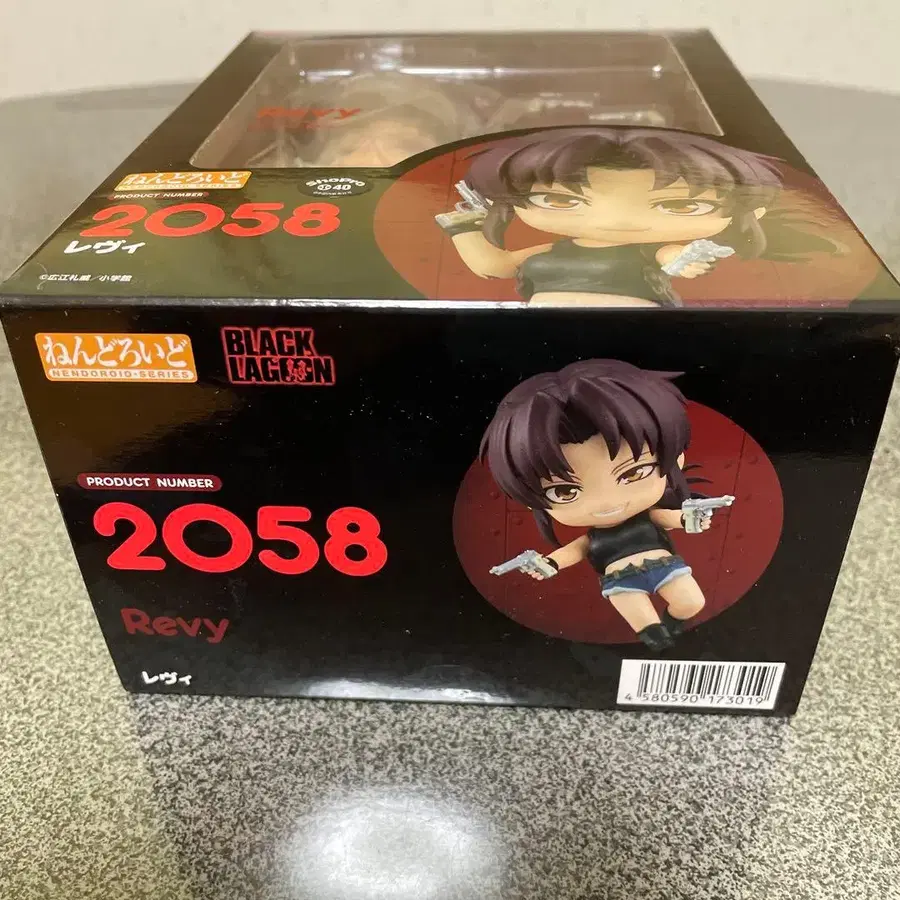 Revy
ねんどろいど
ShoPro
40
PRODUCT NUMBER
2058
レヴィ
©広江礼威／小学館
ねんどろいど
NENDOROID・SERIES
BLACK
LAGOON
PRODUCT NUMBER
2058
Revy
レヴィ
4 580590 173019